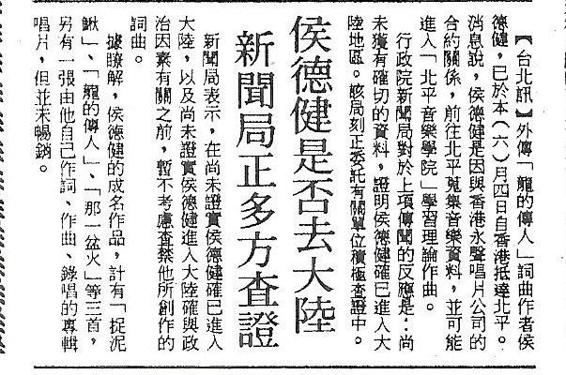 侯德健是否去大陸
新聞局正多方查證
【台北訊】外傳「龍的傳人」詞曲作者侯
德健，已於本（六）月四日自香港抵達北平。
消息說，侯德健是因與香港永聲唱片公司的
合約關係，前往北平蒐集音樂資料，並可能
進入「北平音樂學院」學習理論作曲。
行政院新聞局對於上項傳聞的反應是：尚
未獲有確切的資料，證明侯德健確已進入大
陸地區。該局刻正委託有關單位積極查證中。
新聞局表示，在尚未證實侯德健確已進入
大陸，以及尚未證實侯德健進入大陸確與政
治因素有關之前，暫不考慮查禁他所創作的
詞曲。
據瞭解，侯德健的成名作品，計有「捉泥
鰍」、「龍的傳人」、「那一盆火」等三首，
另有一張由他自己作詞、作曲、錄唱的專輯
唱片，但並未暢銷。